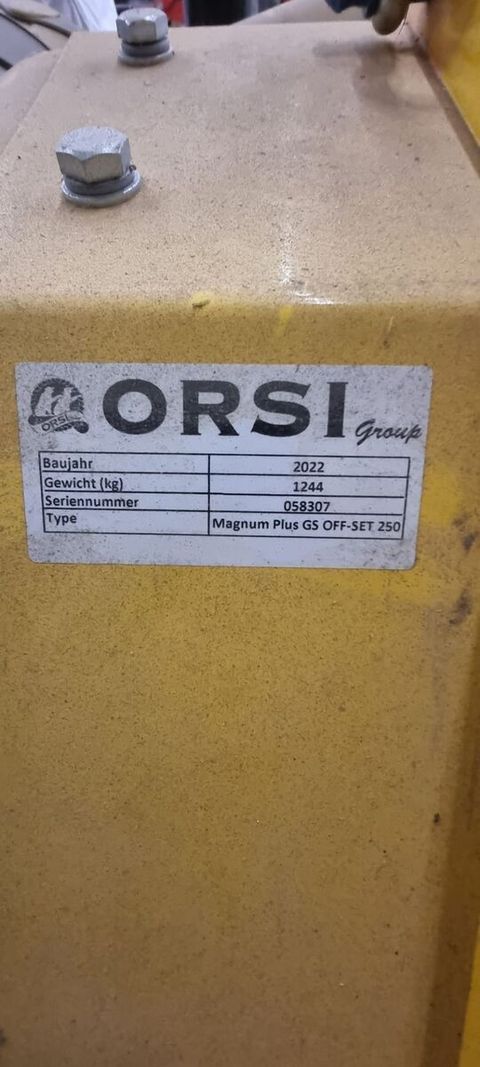 ORSI
ORSI Group
Baujahr 2022
Gewicht (kg) 1244
Seriennummer 058307
Type Magnum Plus GS OFF-SET 250